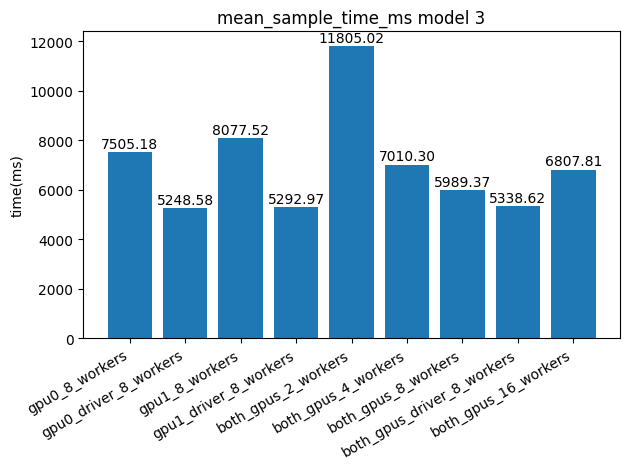 mean_sample_time_ms model 3
12000
10000
8000
6000
4000
2000
0
time(ms)
7505.18
5248.58
8077.52
5292.97
11805.02
7010.30
5989.37
5338.62
6807.81
gpu0_8_workers
gpu0_driver_8_workers
gpu1_8_workers
gpu1_driver_8_workers
both_gpus_2_workers
both_gpus_4_workers
both_gpus_8_workers
both_gpus_driver_8_workers
both_gpus_16_workers